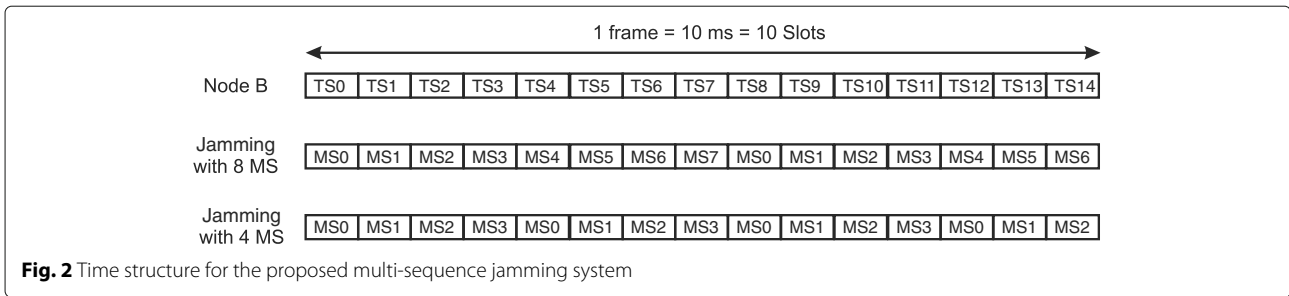 1 frame = 10 ms = 10 Slots
Node B TS0 TS1 TS2 TS3 TS4 TS5 TS6 TS7 TS8 TS9 TS10 TS11 TS12 TS13 TS14
Jamming
with 8 MS MS0 MS1 MS2 MS3 MS4 MS5 MS6 MS7 MS0 MS1 MS2 MS3 MS4 MS5 MS6
Jamming
with 4 MS MS0 MS1 MS2 MS3 MS0 MS1 MS2 MS3 MS0 MS1 MS2 MS3 MS0 MS1 MS2
Fig. 2 Time structure for the proposed multi-sequence jamming system